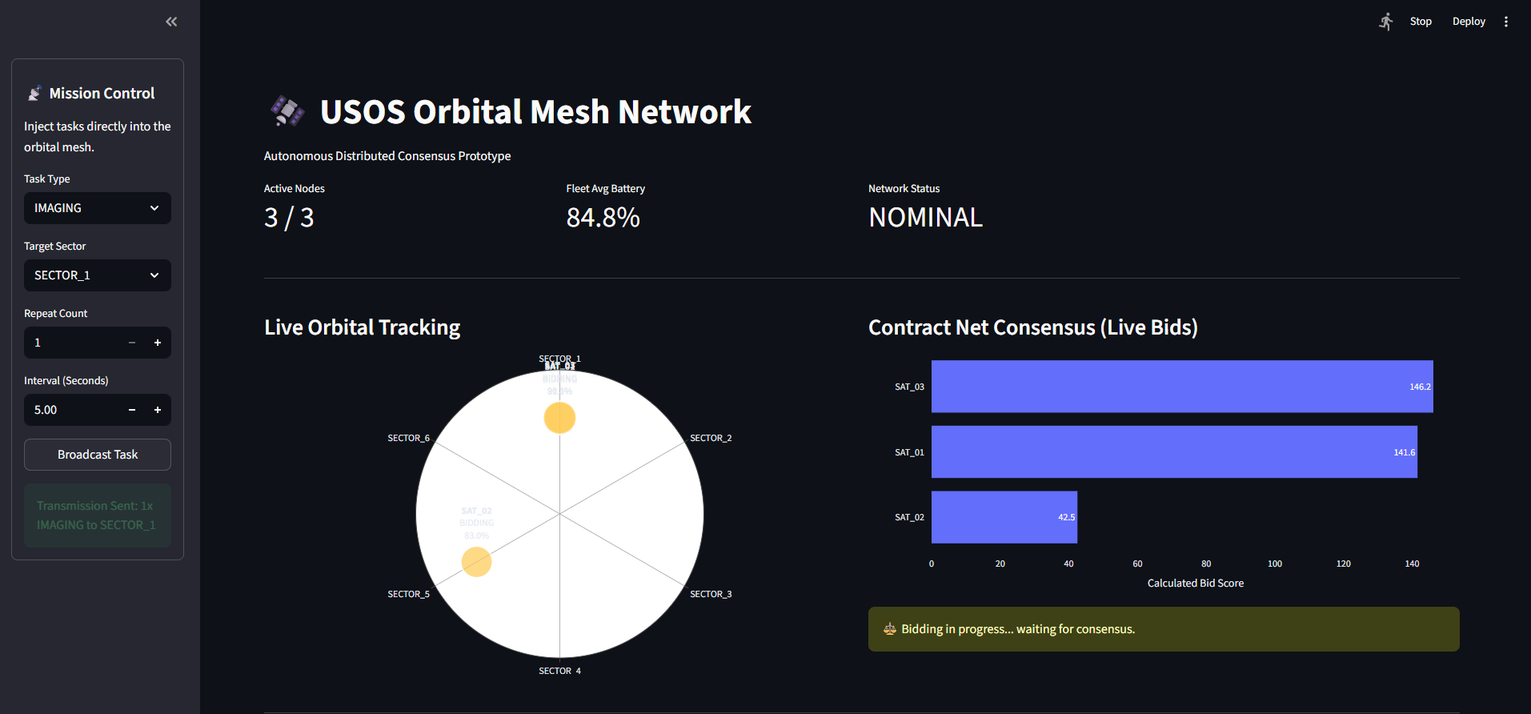 Stop
Deploy
Mission Control
Inject tasks directly into the
orbital mesh.
Task Type
IMAGING
Target Sector
SECTOR_1
Repeat Count
1
Interval (Seconds)
5.00
Broadcast Task
Transmission Sent: 1x
IMAGING to SECTOR_1
USOS Orbital Mesh Network
Autonomous Distributed Consensus Prototype
Active Nodes
3 / 3
Fleet Avg Battery
84.8%
Network Status
NOMINAL
Live Orbital Tracking
SECTOR_1
BIDDING
SECTOR_6
SECTOR_2
SAT_02
BIDDING
83.0%
SECTOR_5
SECTOR_3
SECTOR_4
Contract Net Consensus (Live Bids)
SAT_03
146.2
SAT_01
141.6
SAT_02
42.5
0 20 40 60 80 100 120 140
Calculated Bid Score
Bidding in progress... waiting for consensus.